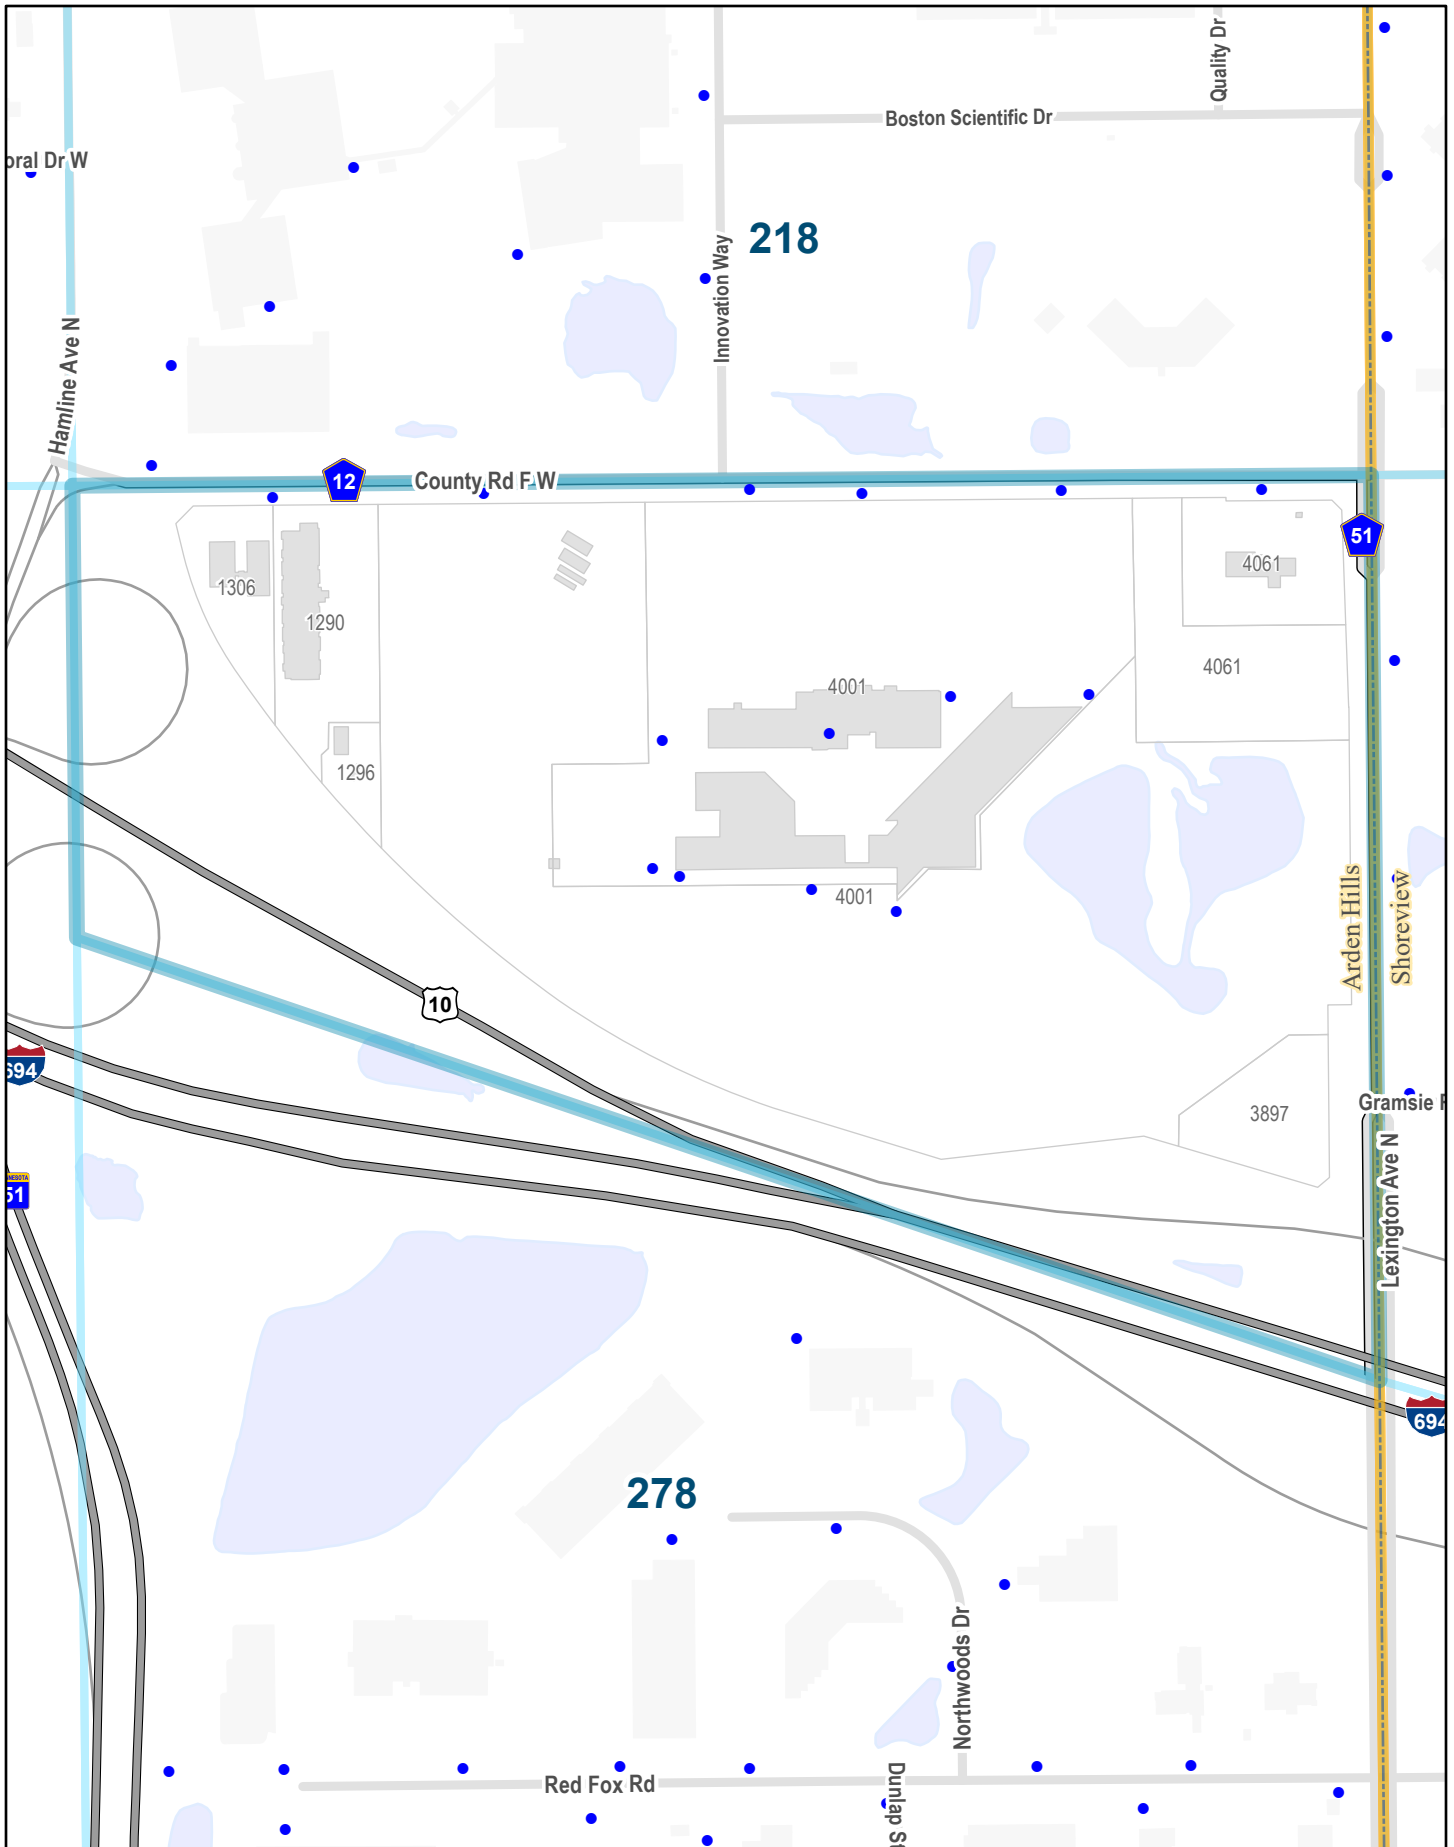 Quality Dr
Boston Scientific Dr
oral Dr W
218
Innovation Way
Hamline Ave N
12
County Rd F W
51
1306
1290
4061
4061
4001
1296
4001
Arden Hills
Shoreview
10
694
3897
Gramsie
Lexington Ave N
NESOTA
51
694
278
Northwoods Dr
Red Fox Rd
Dunlap St